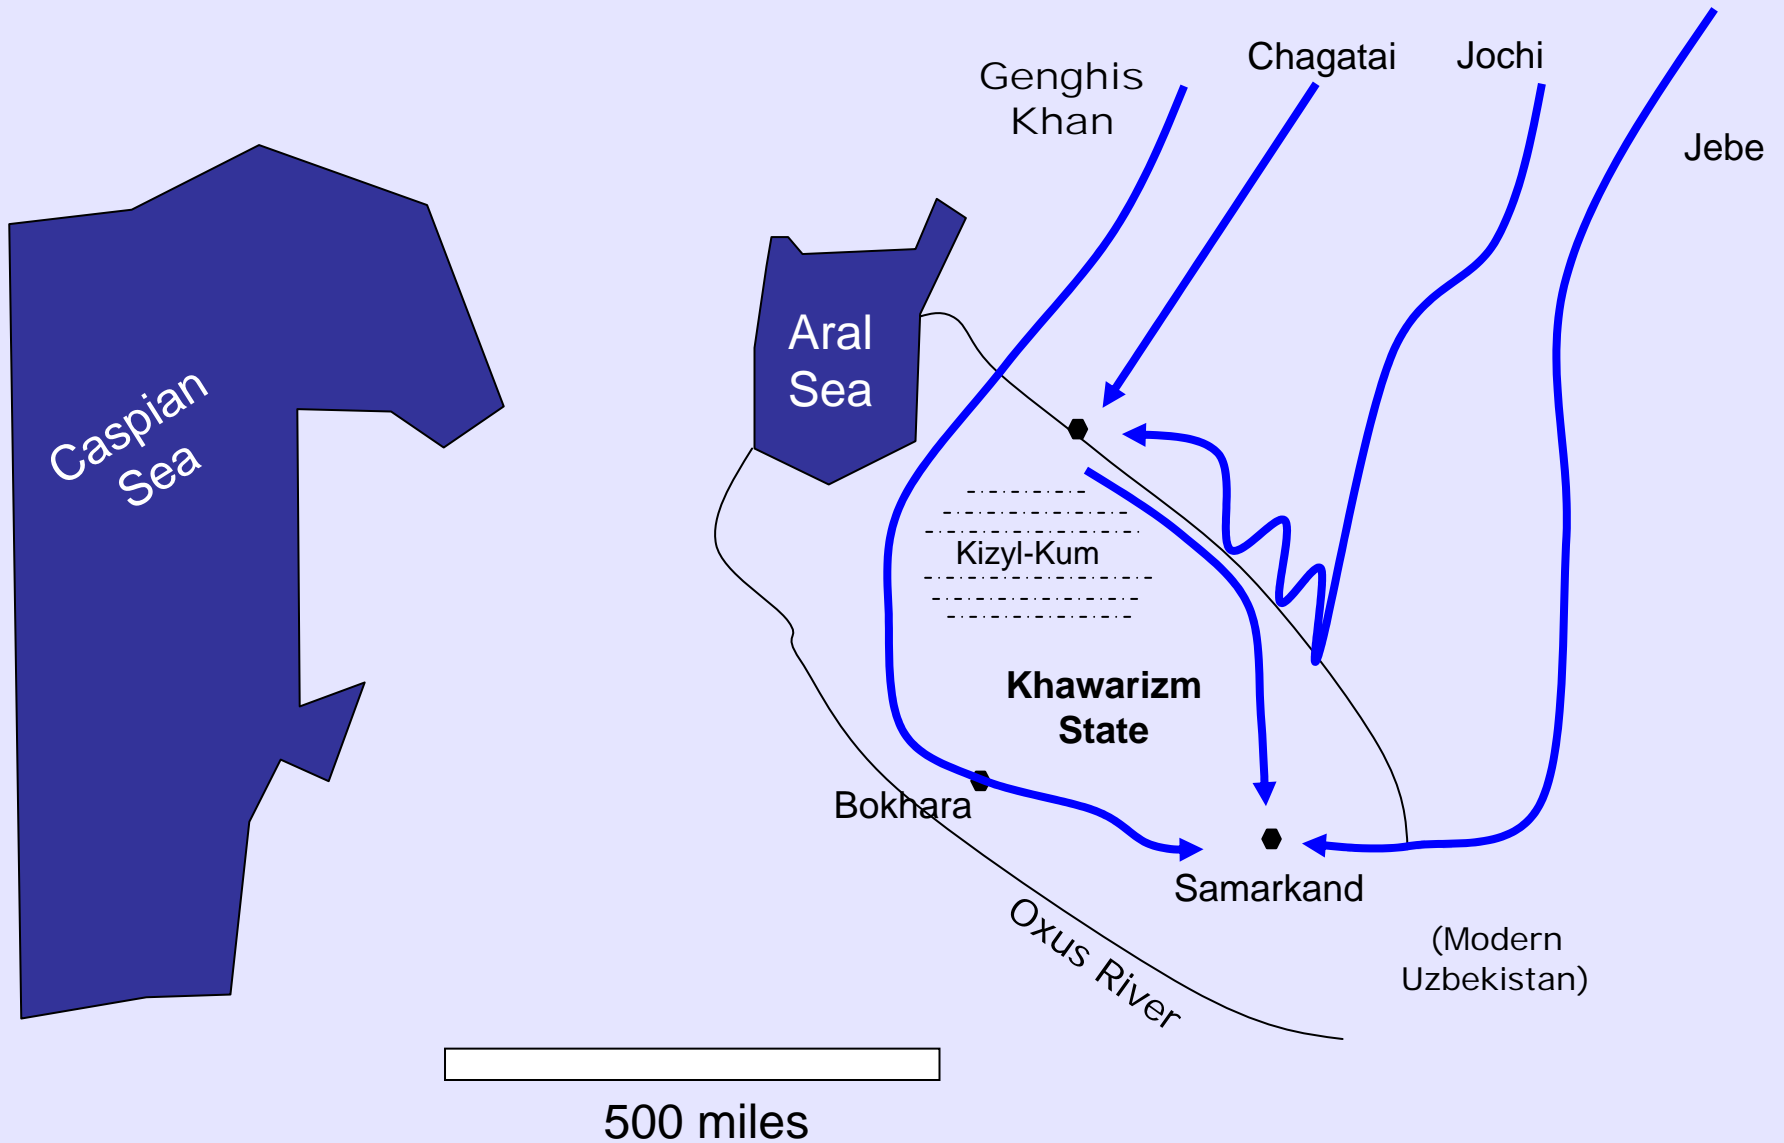 Genghis
Khan
Chagatai
Jochi
Jebe
Aral
Sea
Caspian
Sea
Kizyl-Kum
Khawarizm
State
Bokhara
Samarkand
Oxus River
(Modern
Uzbekistan)
500 miles